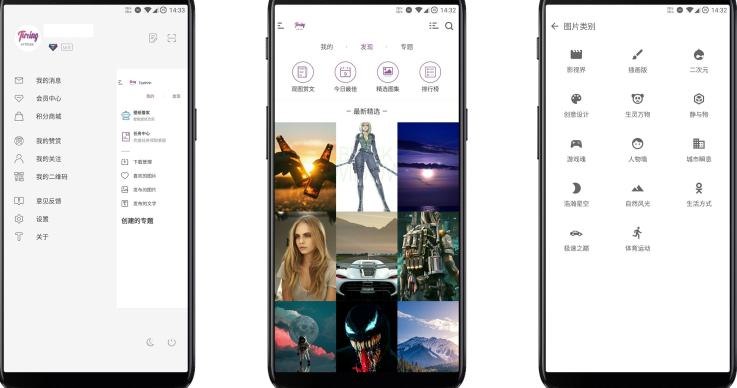 14:33
我的消息
会员中心
积分商城
我的赞赏
我的关注
我的二维码
意见反馈
设置
关于
我的 发现
壁纸管家
任务中心
下载管理
喜欢的图片
发布的图片
发布的文字
创建的专题
14:32
我的 · 发现 · 专题
观图赏文 今日最佳 精选图集 排行榜
– 最新精选 –
14:32
图片类别
影视界 插画版 二次元
创意设计 生灵万物 静与物
游戏魂 人物墙 城市瞬息
浩瀚星空 自然风光 生活方式
极速之巅 体育运动